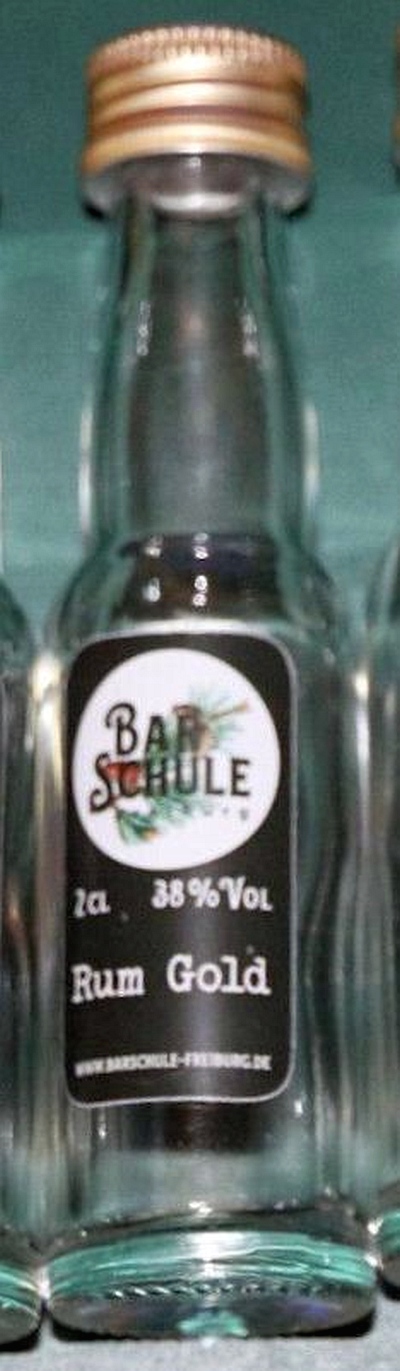 BAR
SCHULE
2cl 38%VOL
Rum Gold
WWW.BARSCHULE-FREIBURG.DE